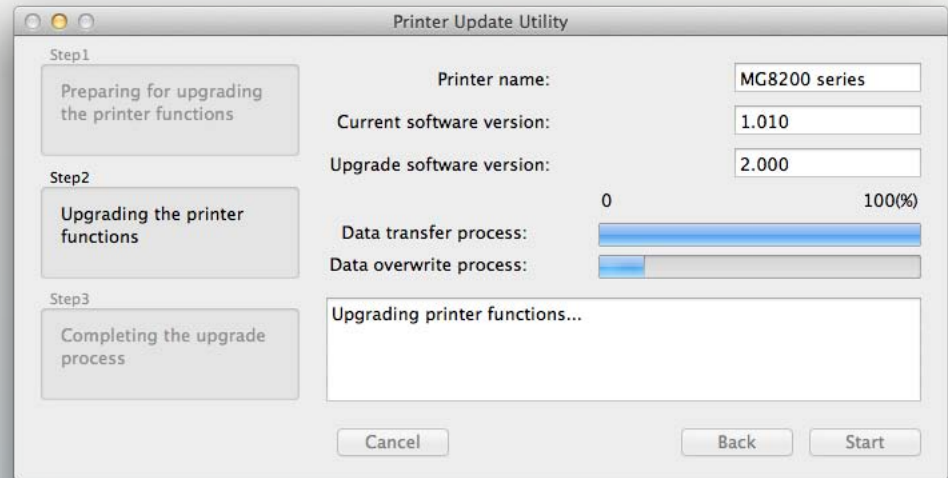 Printer Update Utility
Step1
Preparing for upgrading
the printer functions
Step2
Upgrading the printer
functions
Step3
Completing the upgrade
process
Printer name:
MG8200 series
Current software version:
1.010
Upgrade software version:
2.000
0
100(%)
Data transfer process:
Data overwrite process:
Upgrading printer functions...
Cancel
Back
Start